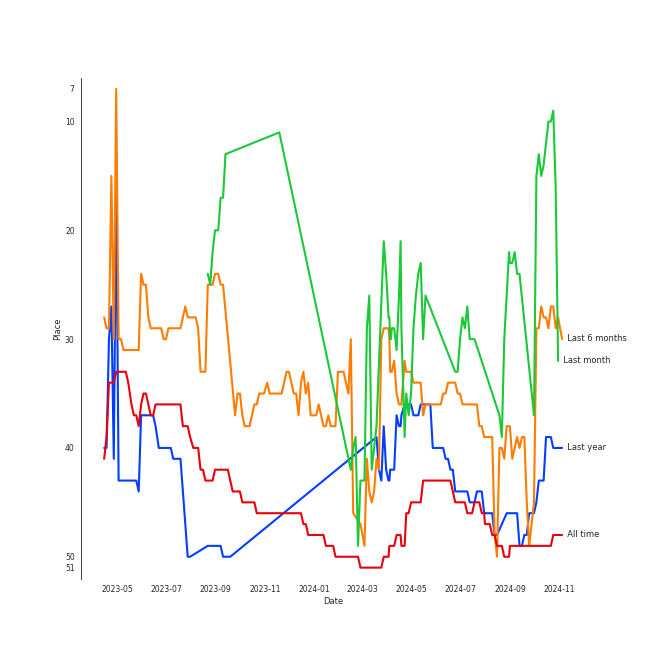 7
10
20
30
40
50
51
Place
2023-05
2023-07
2023-09
2023-11
2024-01
2024-03
2024-05
2024-07
2024-09
2024-11
Date
Last 6 months
Last month
Last year
All time